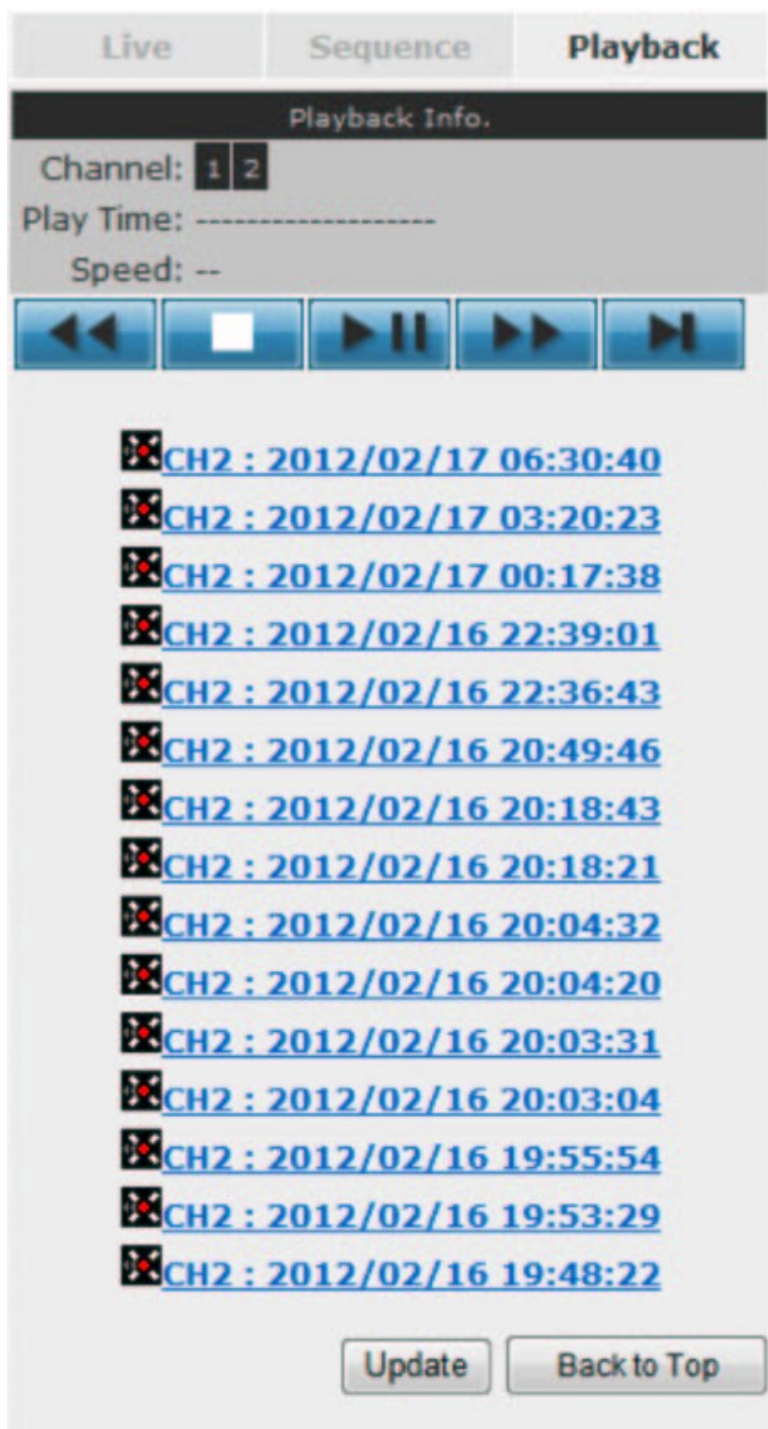 Live Sequence Playback
Playback Info.
Channel: 1 2
Play Time: -------------------
Speed: --
CH2 : 2012/02/17 06:30:40
CH2 : 2012/02/17 03:20:23
CH2 : 2012/02/17 00:17:38
CH2 : 2012/02/16 22:39:01
CH2 : 2012/02/16 22:36:43
CH2 : 2012/02/16 20:49:46
CH2 : 2012/02/16 20:18:43
CH2 : 2012/02/16 20:18:21
CH2 : 2012/02/16 20:04:32
CH2 : 2012/02/16 20:04:20
CH2 : 2012/02/16 20:03:31
CH2 : 2012/02/16 20:03:04
CH2 : 2012/02/16 19:55:54
CH2 : 2012/02/16 19:53:29
CH2 : 2012/02/16 19:48:22
Update Back to Top